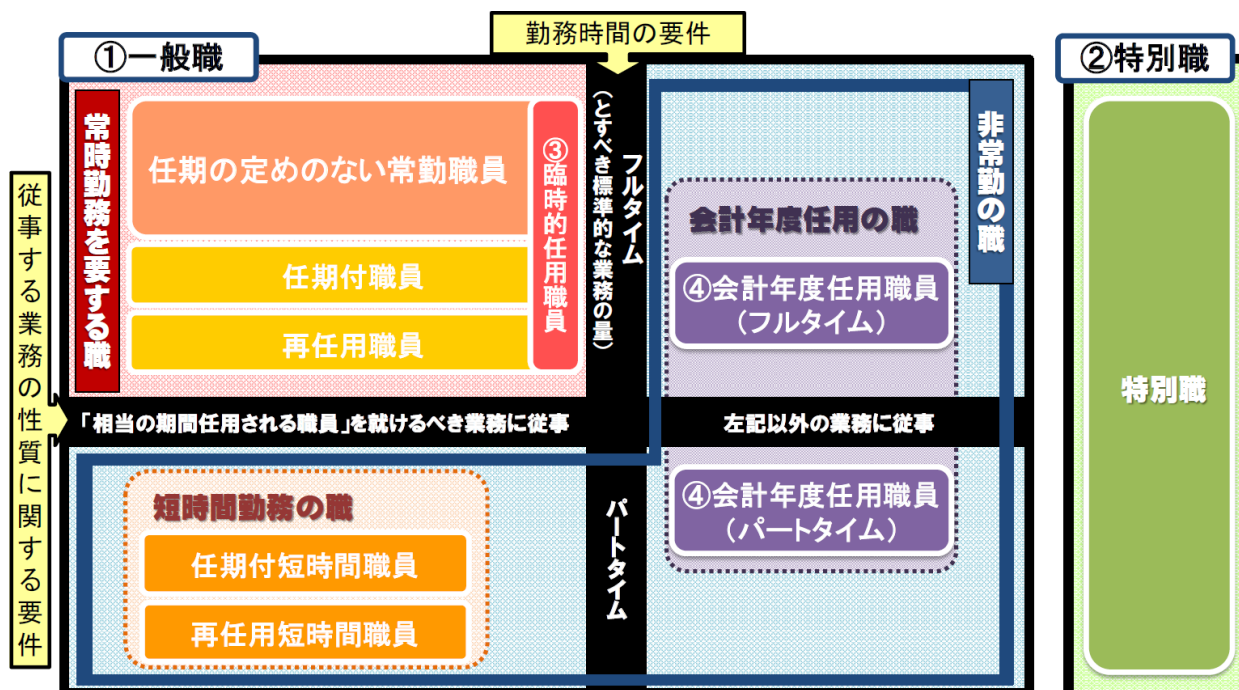 勤務時間の要件
①一般職
②特別職
従事する業務の性質に関する要件
常時勤務を要する職
任期の定めのない常勤職員
任期付職員
再任用職員
③臨時的任用職員
フルタイム
(とすべき標準的な業務の量)
非常勤の職
会計年度任用の職
④会計年度任用職員
(フルタイム)
特別職
「相当の期間任用される職員」を就けるべき業務に従事
左記以外の業務に従事
短時間勤務の職
任期付短時間職員
再任用短時間職員
パートタイム
④会計年度任用職員
(パートタイム)